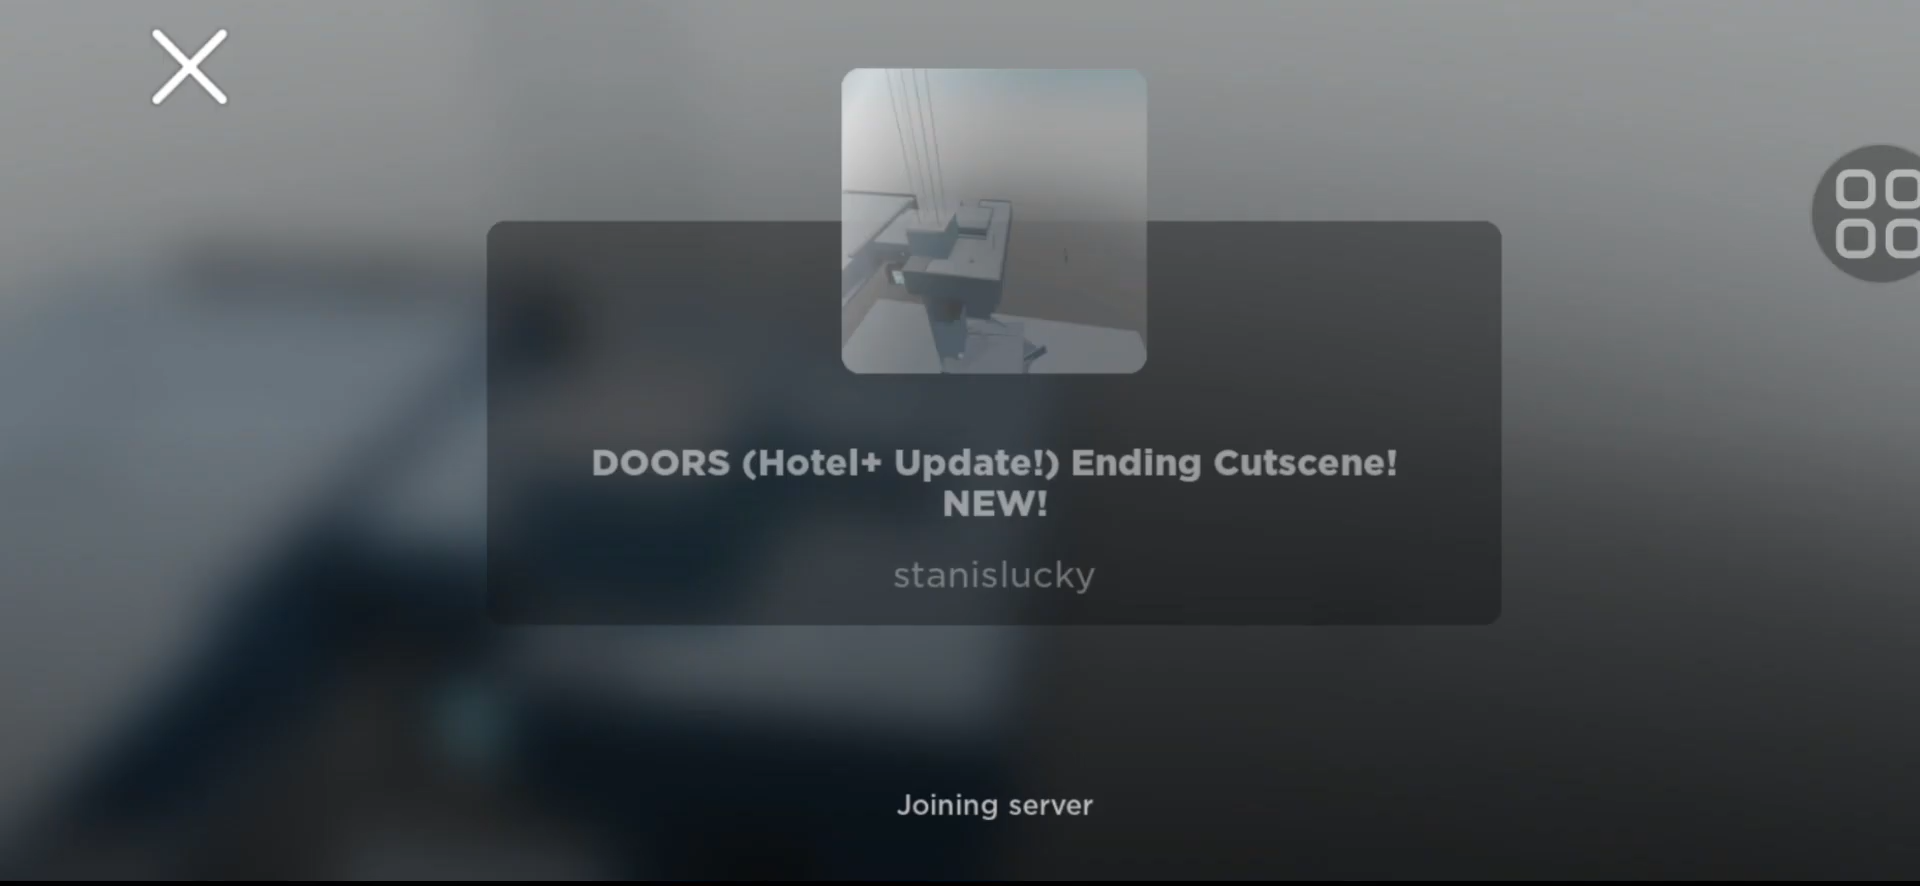 DOORS (Hotel+ Update!) Ending Cutscene!
NEW!
stanislucky
Joining server